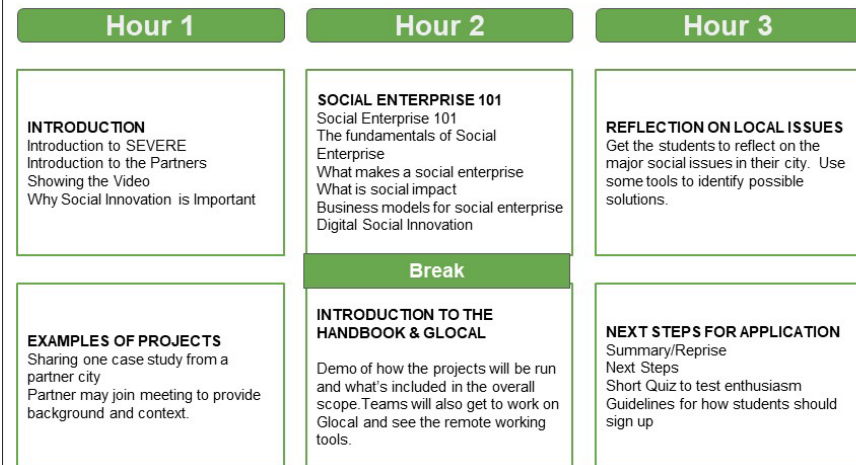 Hour 1
INTRODUCTION
Introduction to SEVERE
Introduction to the Partners
Showing the Video
Why Social Innovation is Important
EXAMPLES OF PROJECTS
Sharing one case study from a
partner city
Partner may join meeting to provide
background and context.
Hour 2
SOCIAL ENTERPRISE 101
Social Enterprise 101
The fundamentals of Social
Enterprise
What makes a social enterprise
What is social impact
Business models for social enterprise
Digital Social Innovation
Break
INTRODUCTION TO THE
HANDBOOK & GLOCAL
Demo of how the projects will be run
and what's included in the overall
scope.Teams will also get to work on
Glocal and see the remote working
tools.
Hour 3
REFLECTION ON LOCAL ISSUES
Get the students to reflect on the
major social issues in their city.  Use
some tools to identify possible
solutions.
NEXT STEPS FOR APPLICATION
Summary/Reprise
Next Steps
Short Quiz to test enthusiasm
Guidelines for how students should
sign up